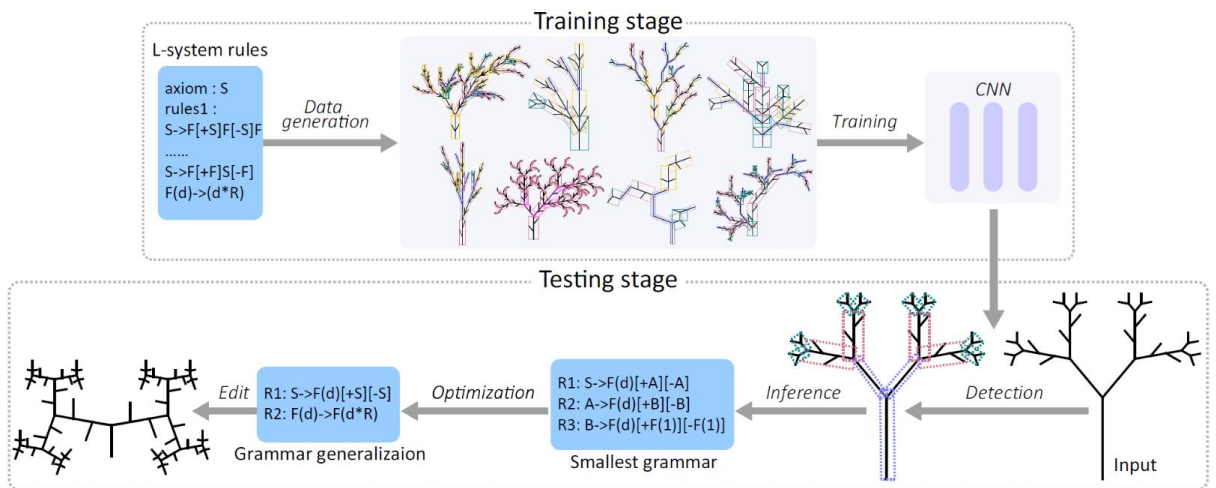 Training stage
L-system rules
axiom : S
rules1 :
S->F[+S]F[-S]F
......
S->F[+F]S[-F]
F(d)->(d*R)
Data
generation
Training
CNN
Testing stage
Edit
R1: S->F(d)[+S][-S]
R2: F(d)->F(d*R)
Grammar generalizaion
Optimization
R1: S->F(d)[+A][-A]
R2: A->F(d)[+B][-B]
R3: B->F(d)[+F(1)][-F(1)]
Smallest grammar
Inference
Detection
Input